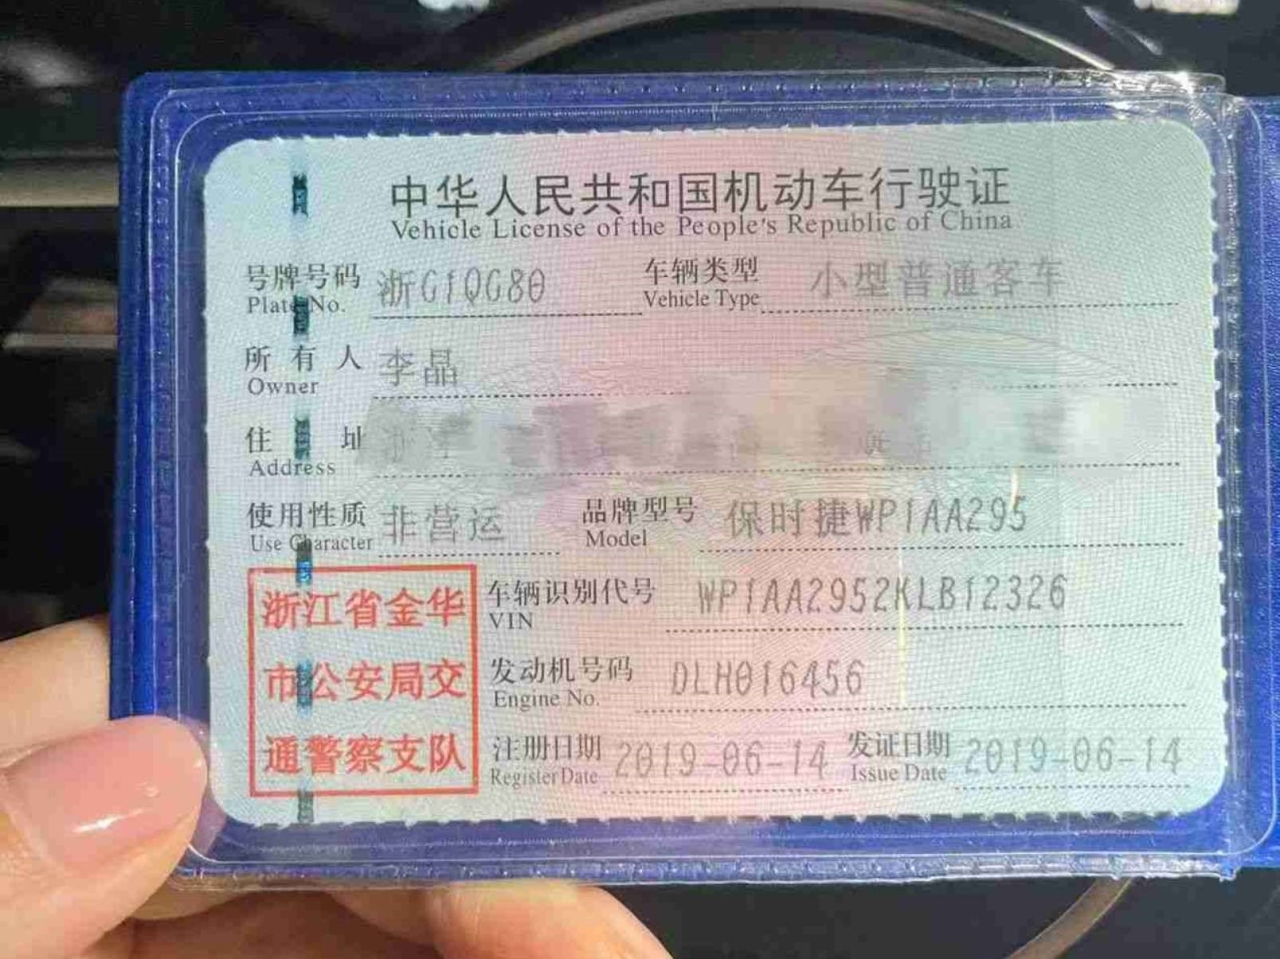 中华人民共和国机动车行驶证
Vehicle License of the People's Republic of China
号牌号码 浙G1QG80 车辆类型 小型普通客车
Plate No. Vehicle Type
所有人 李晶
Owner
住址
Address
使用性质 非营运 品牌型号 保时捷WP1AA295
Use Character Model
浙江省金华
市公安局交
通警察支队
车辆识别代号 WP1AA2952KLB12326
VIN
发动机号码 DLH016456
Engine No.
注册日期 2019-06-14 发证日期 2019-06-14
Register Date Issue Date